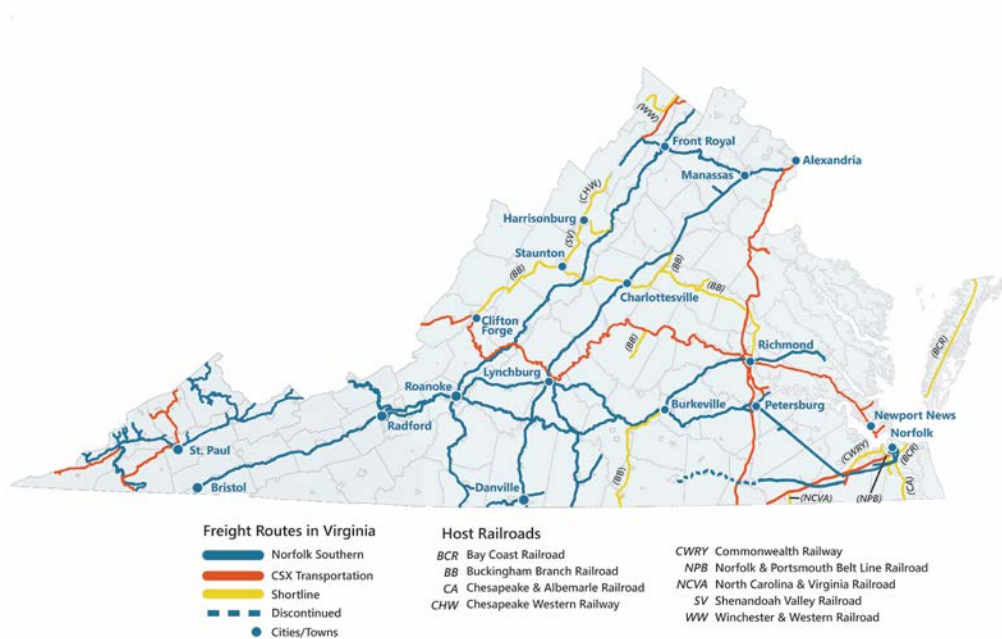 (WW)
Front Royal
Alexandria
Manassas
(CHW)
Harrisonburg
(SV)
Staunton
(BB)
(BB)
(BB)
Charlottesville
Clifton
Forge
(BB)
Richmond
(BCR)
Lynchburg
Roanoke
Radford
Burkeville
Petersburg
Newport News
Norfolk
St. Paul
(CWRY)
(BCR)
(BB)
(CA)
Bristol
Danville
(NCVA)
(NPB)
Freight Routes in Virginia
Norfolk Southern
CSX Transportation
Shortline
Discontinued
Cities/Towns
Host Railroads
BCR Bay Coast Railroad
BB Buckingham Branch Railroad
CA Chesapeake & Albemarle Railroad
CHW Chesapeake Western Railway
CWRY Commonwealth Railway
NPB Norfolk & Portsmouth Belt Line Railroad
NCVA North Carolina & Virginia Railroad
SV Shenandoah Valley Railroad
WW Winchester & Western Railroad